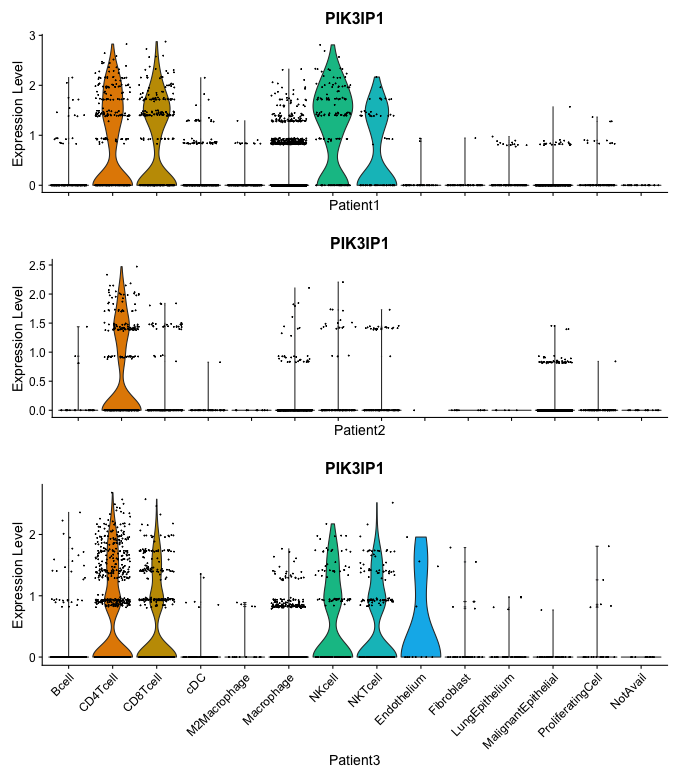 PIK3IP1
Expression Level
3
2
1
0
Patient1
PIK3IP1
Expression Level
2.5
2.0
1.5
1.0
0.5
0.0
Patient2
PIK3IP1
Expression Level
2
1
0
Bcell
CD4Tcell
CD8Tcell
cDC
M2Macrophage
Macrophage
NKcell
NKTcell
Endothelium
Fibroblast
LungEpithelium
MalignantEpithelial
ProliferatingCell
NotAvail
Patient3